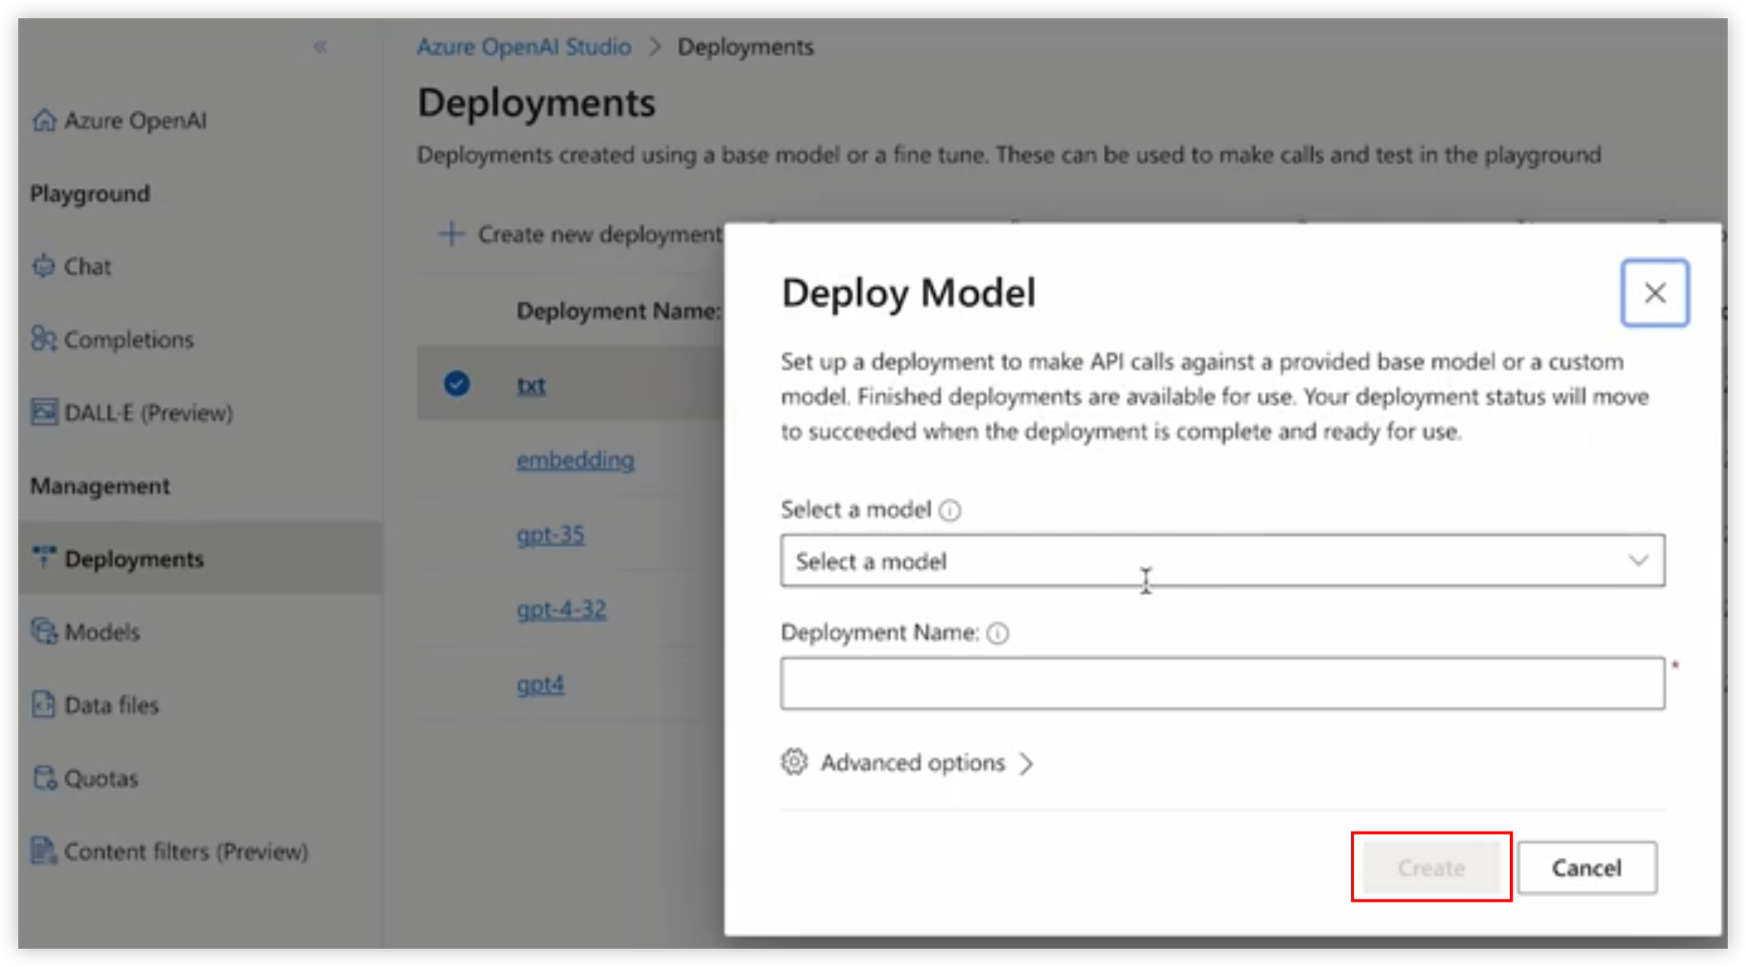 Azure OpenAI Studio > Deployments
Azure OpenAI
Playground
Chat
Completions
DALL·E (Preview)
Management
Deployments
Models
Data files
Quotas
Content filters (Preview)
Deployments
Deployments created using a base model or a fine tune. These can be used to make calls and test in the playground
+ Create new deployment
Deployment Name:
txt
embedding
gpt-35
gpt-4-32
gpt4
Deploy Model
Set up a deployment to make API calls against a provided base model or a custom
model. Finished deployments are available for use. Your deployment status will move
to succeeded when the deployment is complete and ready for use.
Select a model
Select a model
Deployment Name:
*
Advanced options >
Create
Cancel